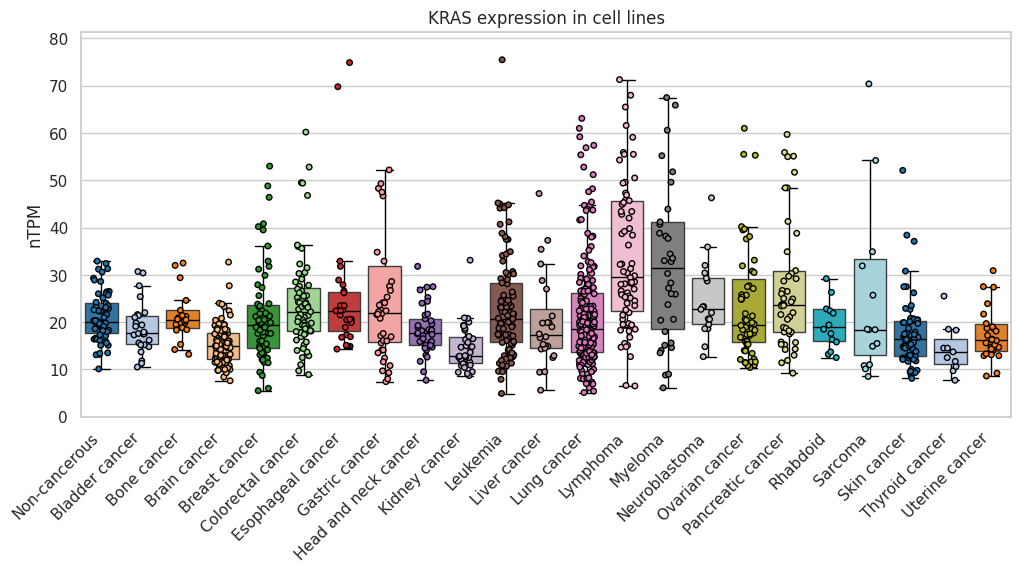 KRAS expression in cell lines
nTPM
80
70
60
50
40
30
20
10
0
Non-cancerous
Bladder cancer
Bone cancer
Brain cancer
Breast cancer
Colorectal cancer
Esophageal cancer
Gastric cancer
Head and neck cancer
Kidney cancer
Leukemia
Liver cancer
Lung cancer
Lymphoma
Myeloma
Neuroblastoma
Ovarian cancer
Pancreatic cancer
Rhabdoid
Sarcoma
Skin cancer
Thyroid cancer
Uterine cancer